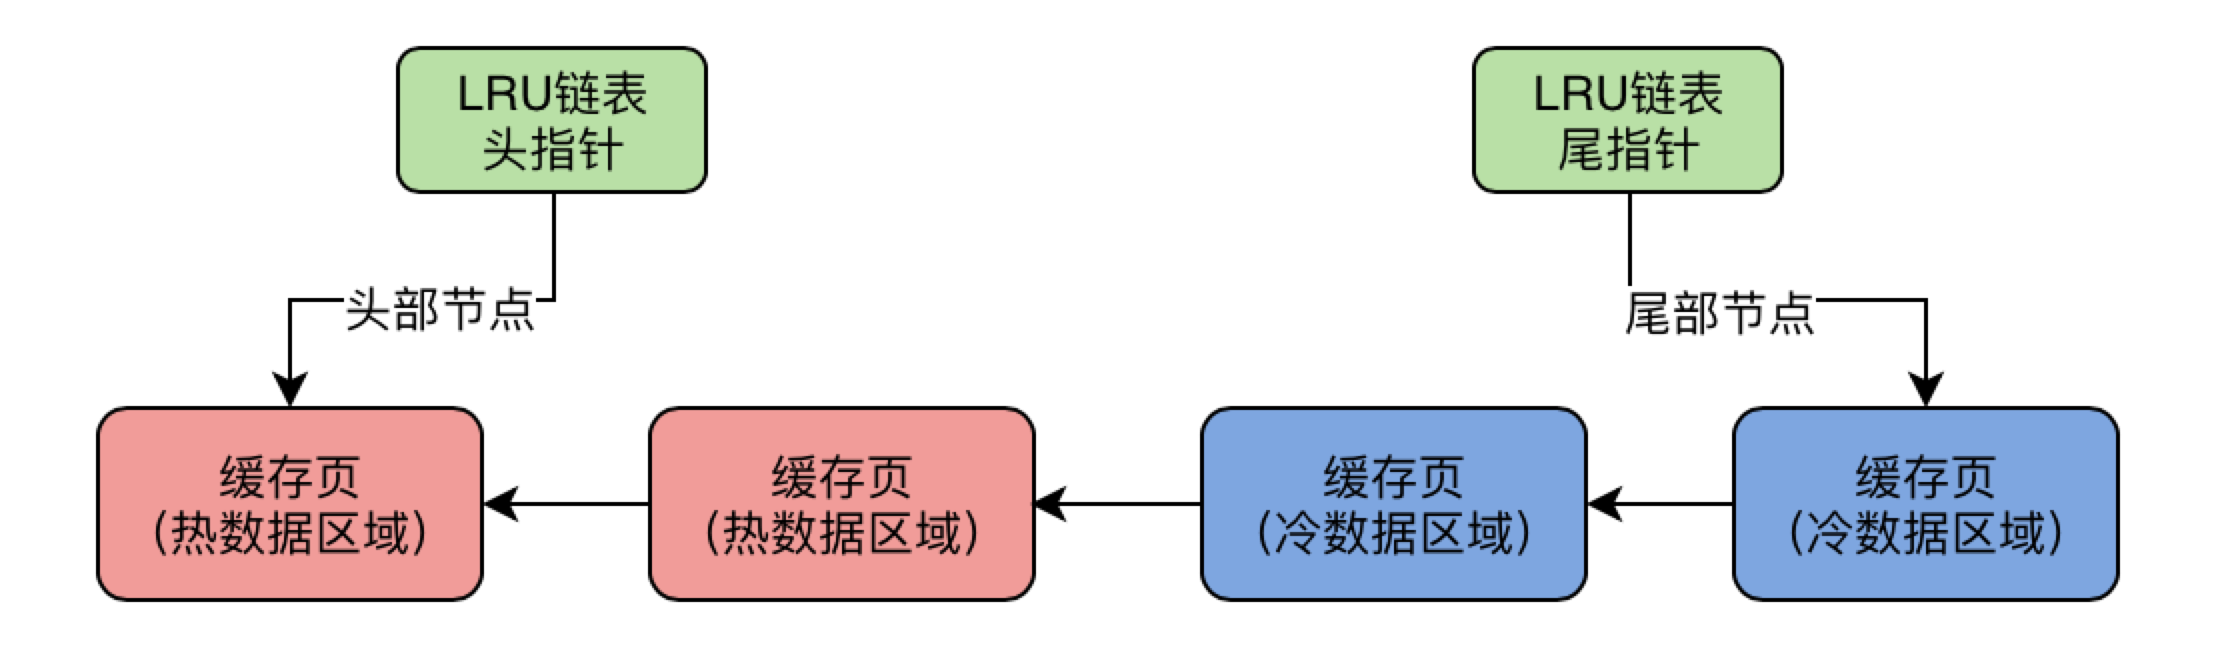 LRU链表
头指针
LRU链表
尾指针
头部节点
尾部节点
缓存页
(热数据区域)
缓存页
(热数据区域)
缓存页
(冷数据区域)
缓存页
(冷数据区域)